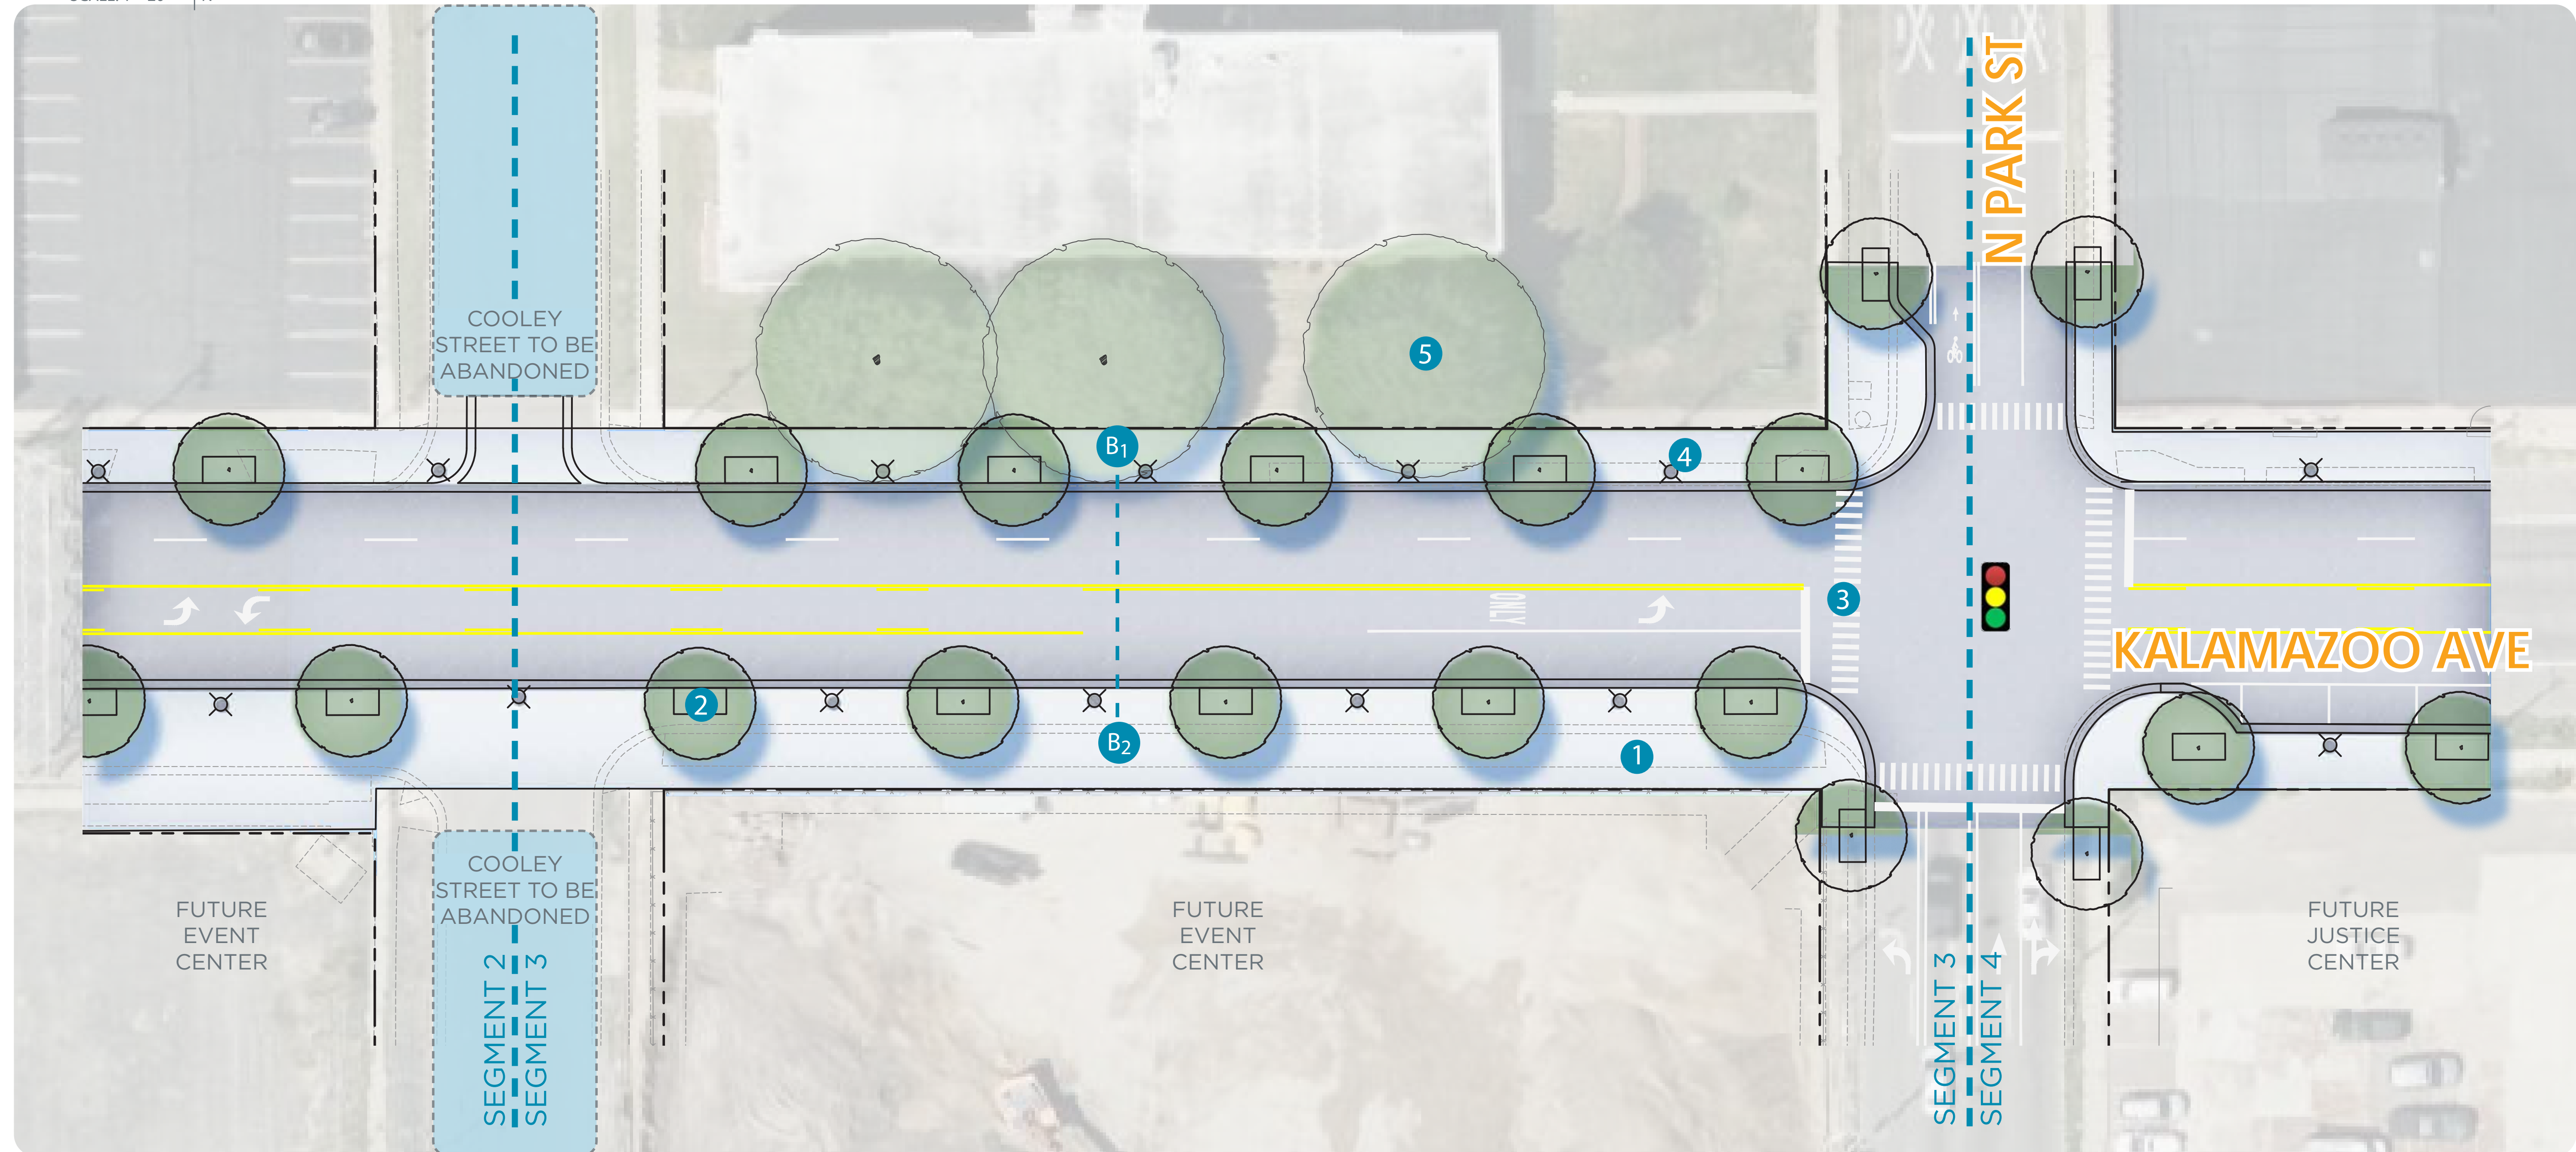 N PARK ST
COOLEY
STREET TO BE
ABANDONED
5
B1
4
3
ONLY
KALAMAZOO AVE
2
B2
1
COOLEY
STREET TO BE
ABANDONED
FUTURE
EVENT
CENTER
FUTURE
EVENT
CENTER
FUTURE
JUSTICE
CENTER
SEGMENT 2
SEGMENT 3
SEGMENT 3
SEGMENT 4